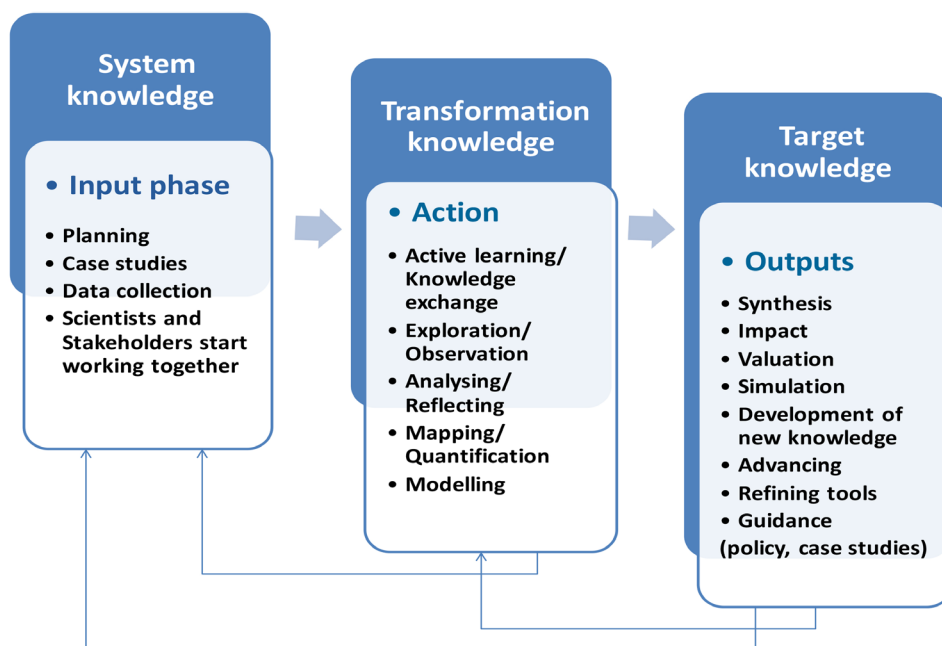 System
knowledge
• Input phase
• Planning
• Case studies
• Data collection
• Scientists and
Stakeholders start
working together
Transformation
knowledge
• Action
• Active learning/
Knowledge
exchange
• Exploration/
Observation
• Analysing/
Reflecting
• Mapping/
Quantification
• Modelling
Target
knowledge
• Outputs
• Synthesis
• Impact
• Valuation
• Simulation
• Development of
new knowledge
• Advancing
• Refining tools
• Guidance
(policy, case studies)